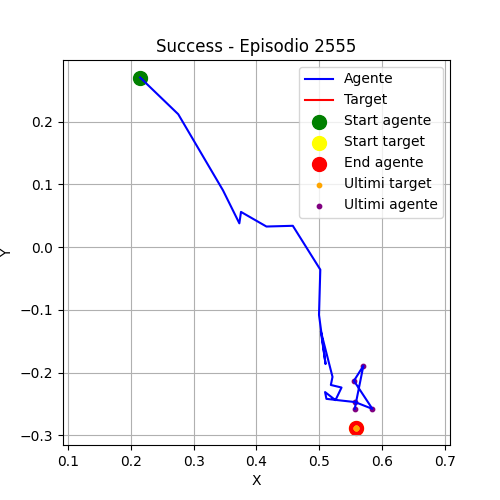 Success - Episodio 2555
Agente
Target
Start agente
Start target
End agente
Ultimi target
Ultimi agente
0.2
0.1
0.0
−0.1
−0.2
−0.3
Y
0.1 0.2 0.3 0.4 0.5 0.6 0.7
X